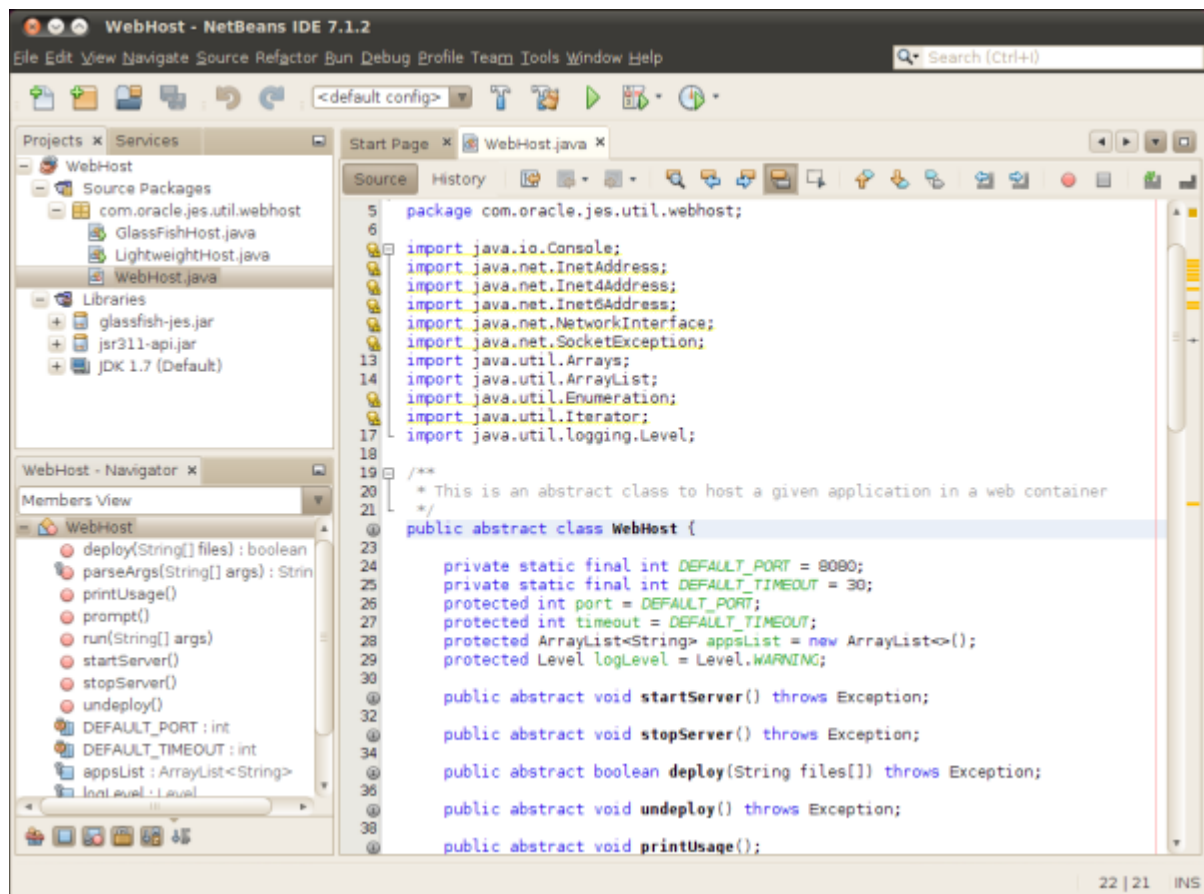 WebHost - NetBeans IDE 7.1.2
File Edit View Navigate Source Refactor Run Debug Profile Team Tools Window Help
Search (Ctrl+I)
<default config>
Projects Services
WebHost
Source Packages
com.oracle.jes.util.webhost
GlassFishHost.java
LightweightHost.java
WebHost.java
Libraries
glassfish-jes.jar
jsr311-api.jar
JDK 1.7 (Default)
WebHost - Navigator
Members View
WebHost
deploy(String[] files) : boolean
parseArgs(String[] args) : Strin
printUsage()
prompt()
run(String[] args)
startServer()
stopServer()
undeploy()
DEFAULT_PORT : int
DEFAULT_TIMEOUT : int
appsList : ArrayList<String>
logLevel : Level
Start Page WebHost.java
Source History
5 package com.oracle.jes.util.webhost;
6
import java.io.Console;
import java.net.InetAddress;
import java.net.Inet4Address;
import java.net.Inet6Address;
import java.net.NetworkInterface;
import java.net.SocketException;
13 import java.util.Arrays;
14 import java.util.ArrayList;
import java.util.Enumeration;
import java.util.Iterator;
17 import java.util.logging.Level;
18
19 /**
20 * This is an abstract class to host a given application in a web container
21 */
public abstract class WebHost {
23
24 private static final int DEFAULT_PORT = 8080;
25 private static final int DEFAULT_TIMEOUT = 30;
26 protected int port = DEFAULT_PORT;
27 protected int timeout = DEFAULT_TIMEOUT;
28 protected ArrayList<String> appsList = new ArrayList<>();
29 protected Level logLevel = Level.WARNING;
30
public abstract void startServer() throws Exception;
32
public abstract void stopServer() throws Exception;
34
public abstract boolean deploy(String files[]) throws Exception;
36
public abstract void undeploy() throws Exception;
38
public abstract void printUsage();
22 | 21 INS